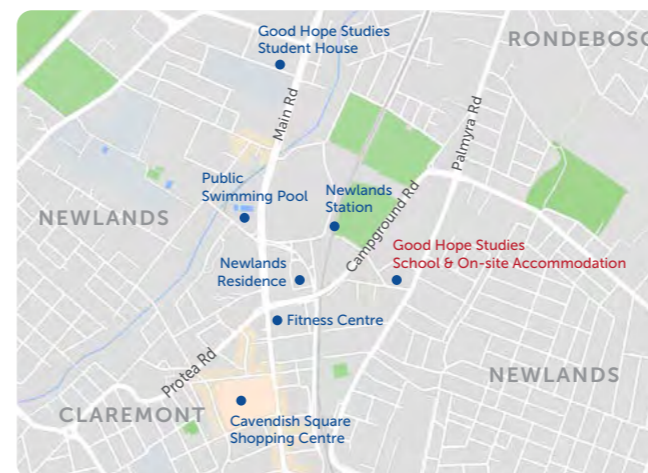 Good Hope Studies
Student House
RONDEBOSC
Main Rd
Palmyra Rd
Public
Swimming Pool
Newlands
Station
NEWLANDS
Campground Rd
Good Hope Studies
School & On-site Accommodation
Newlands
Residence
Fitness Centre
Protea Rd
NEWLANDS
CLAREMONT
Cavendish Square
Shopping Centre